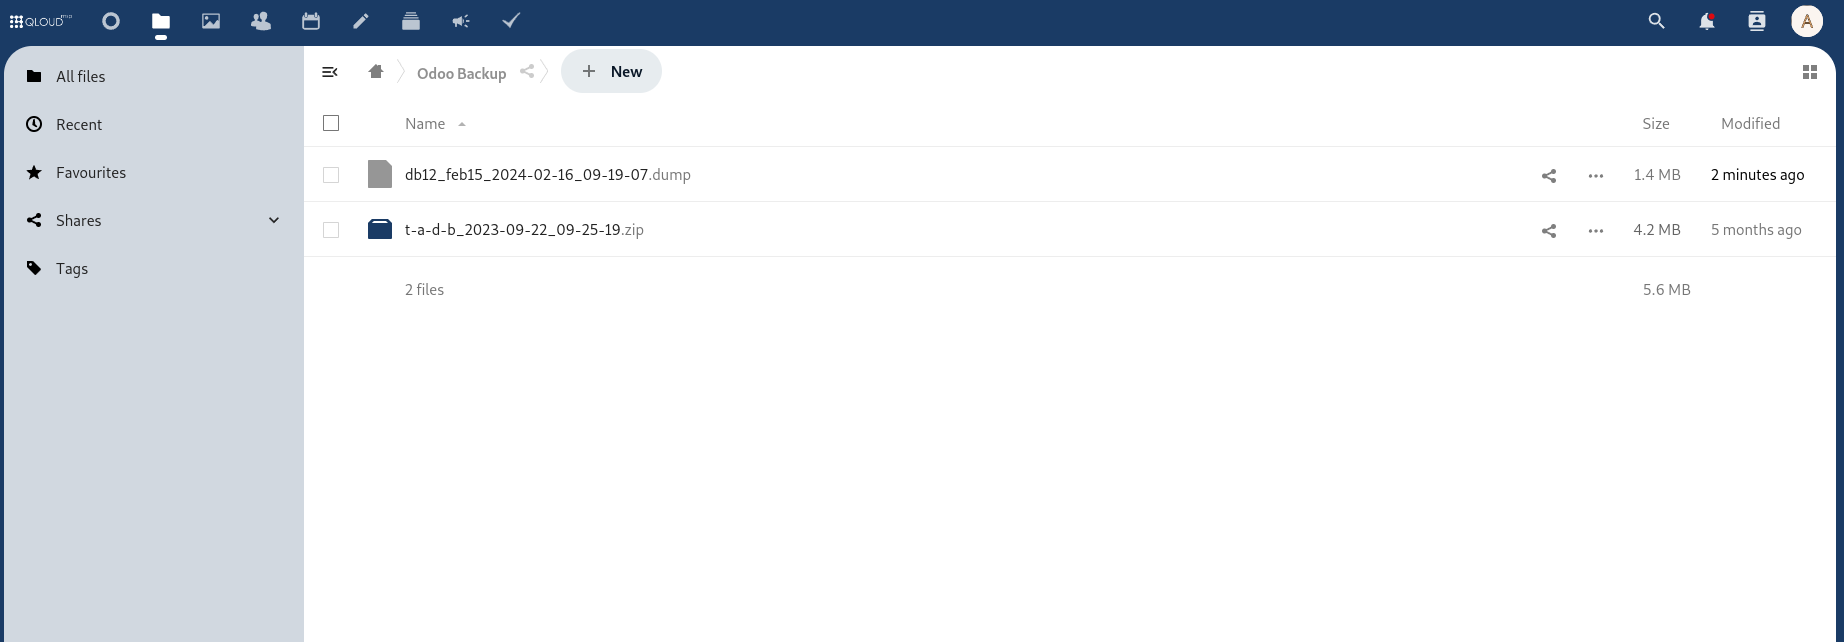 QLOUD
A
All files
Recent
Favourites
Shares
Tags
Odoo Backup
+ New
Name Size Modified
db12_feb15_2024-02-16_09-19-07.dump 1.4 MB 2 minutes ago
t-a-d-b_2023-09-22_09-25-19.zip 4.2 MB 5 months ago
2 files 5.6 MB